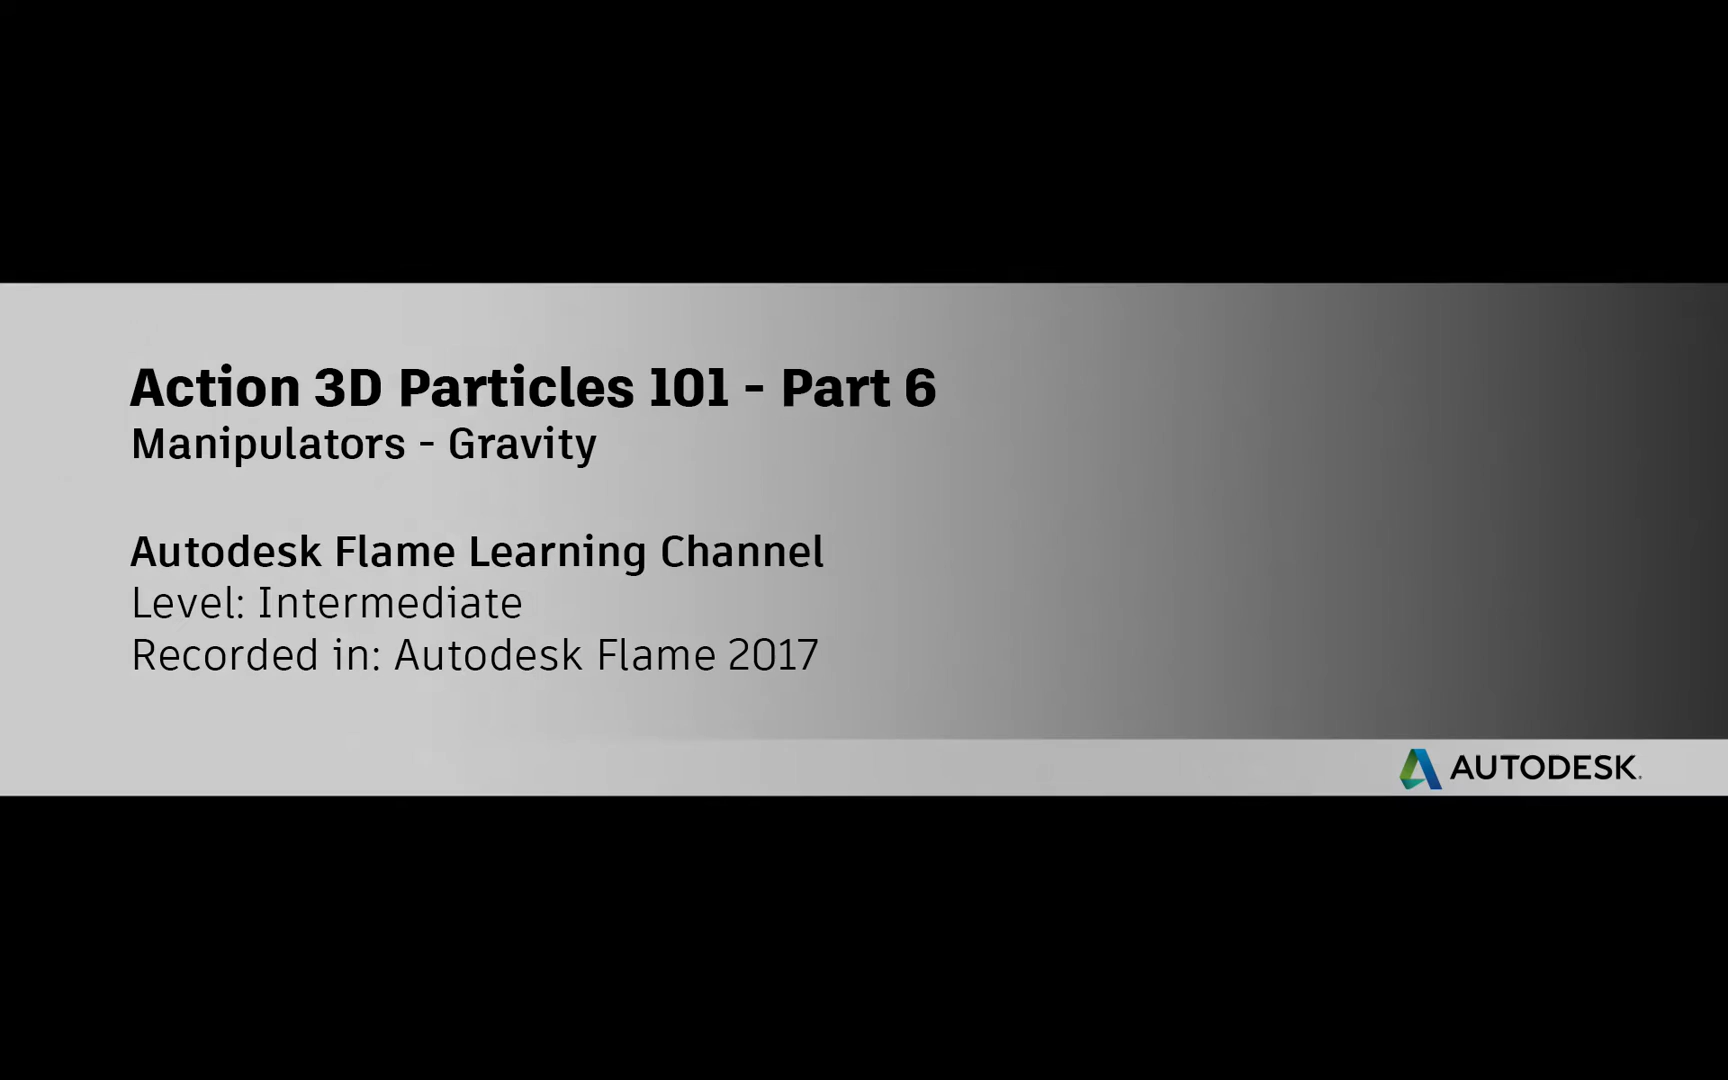 Action 3D Particles 101 - Part 6
Manipulators - Gravity
Autodesk Flame Learning Channel
Level: Intermediate
Recorded in: Autodesk Flame 2017
AUTODESK.